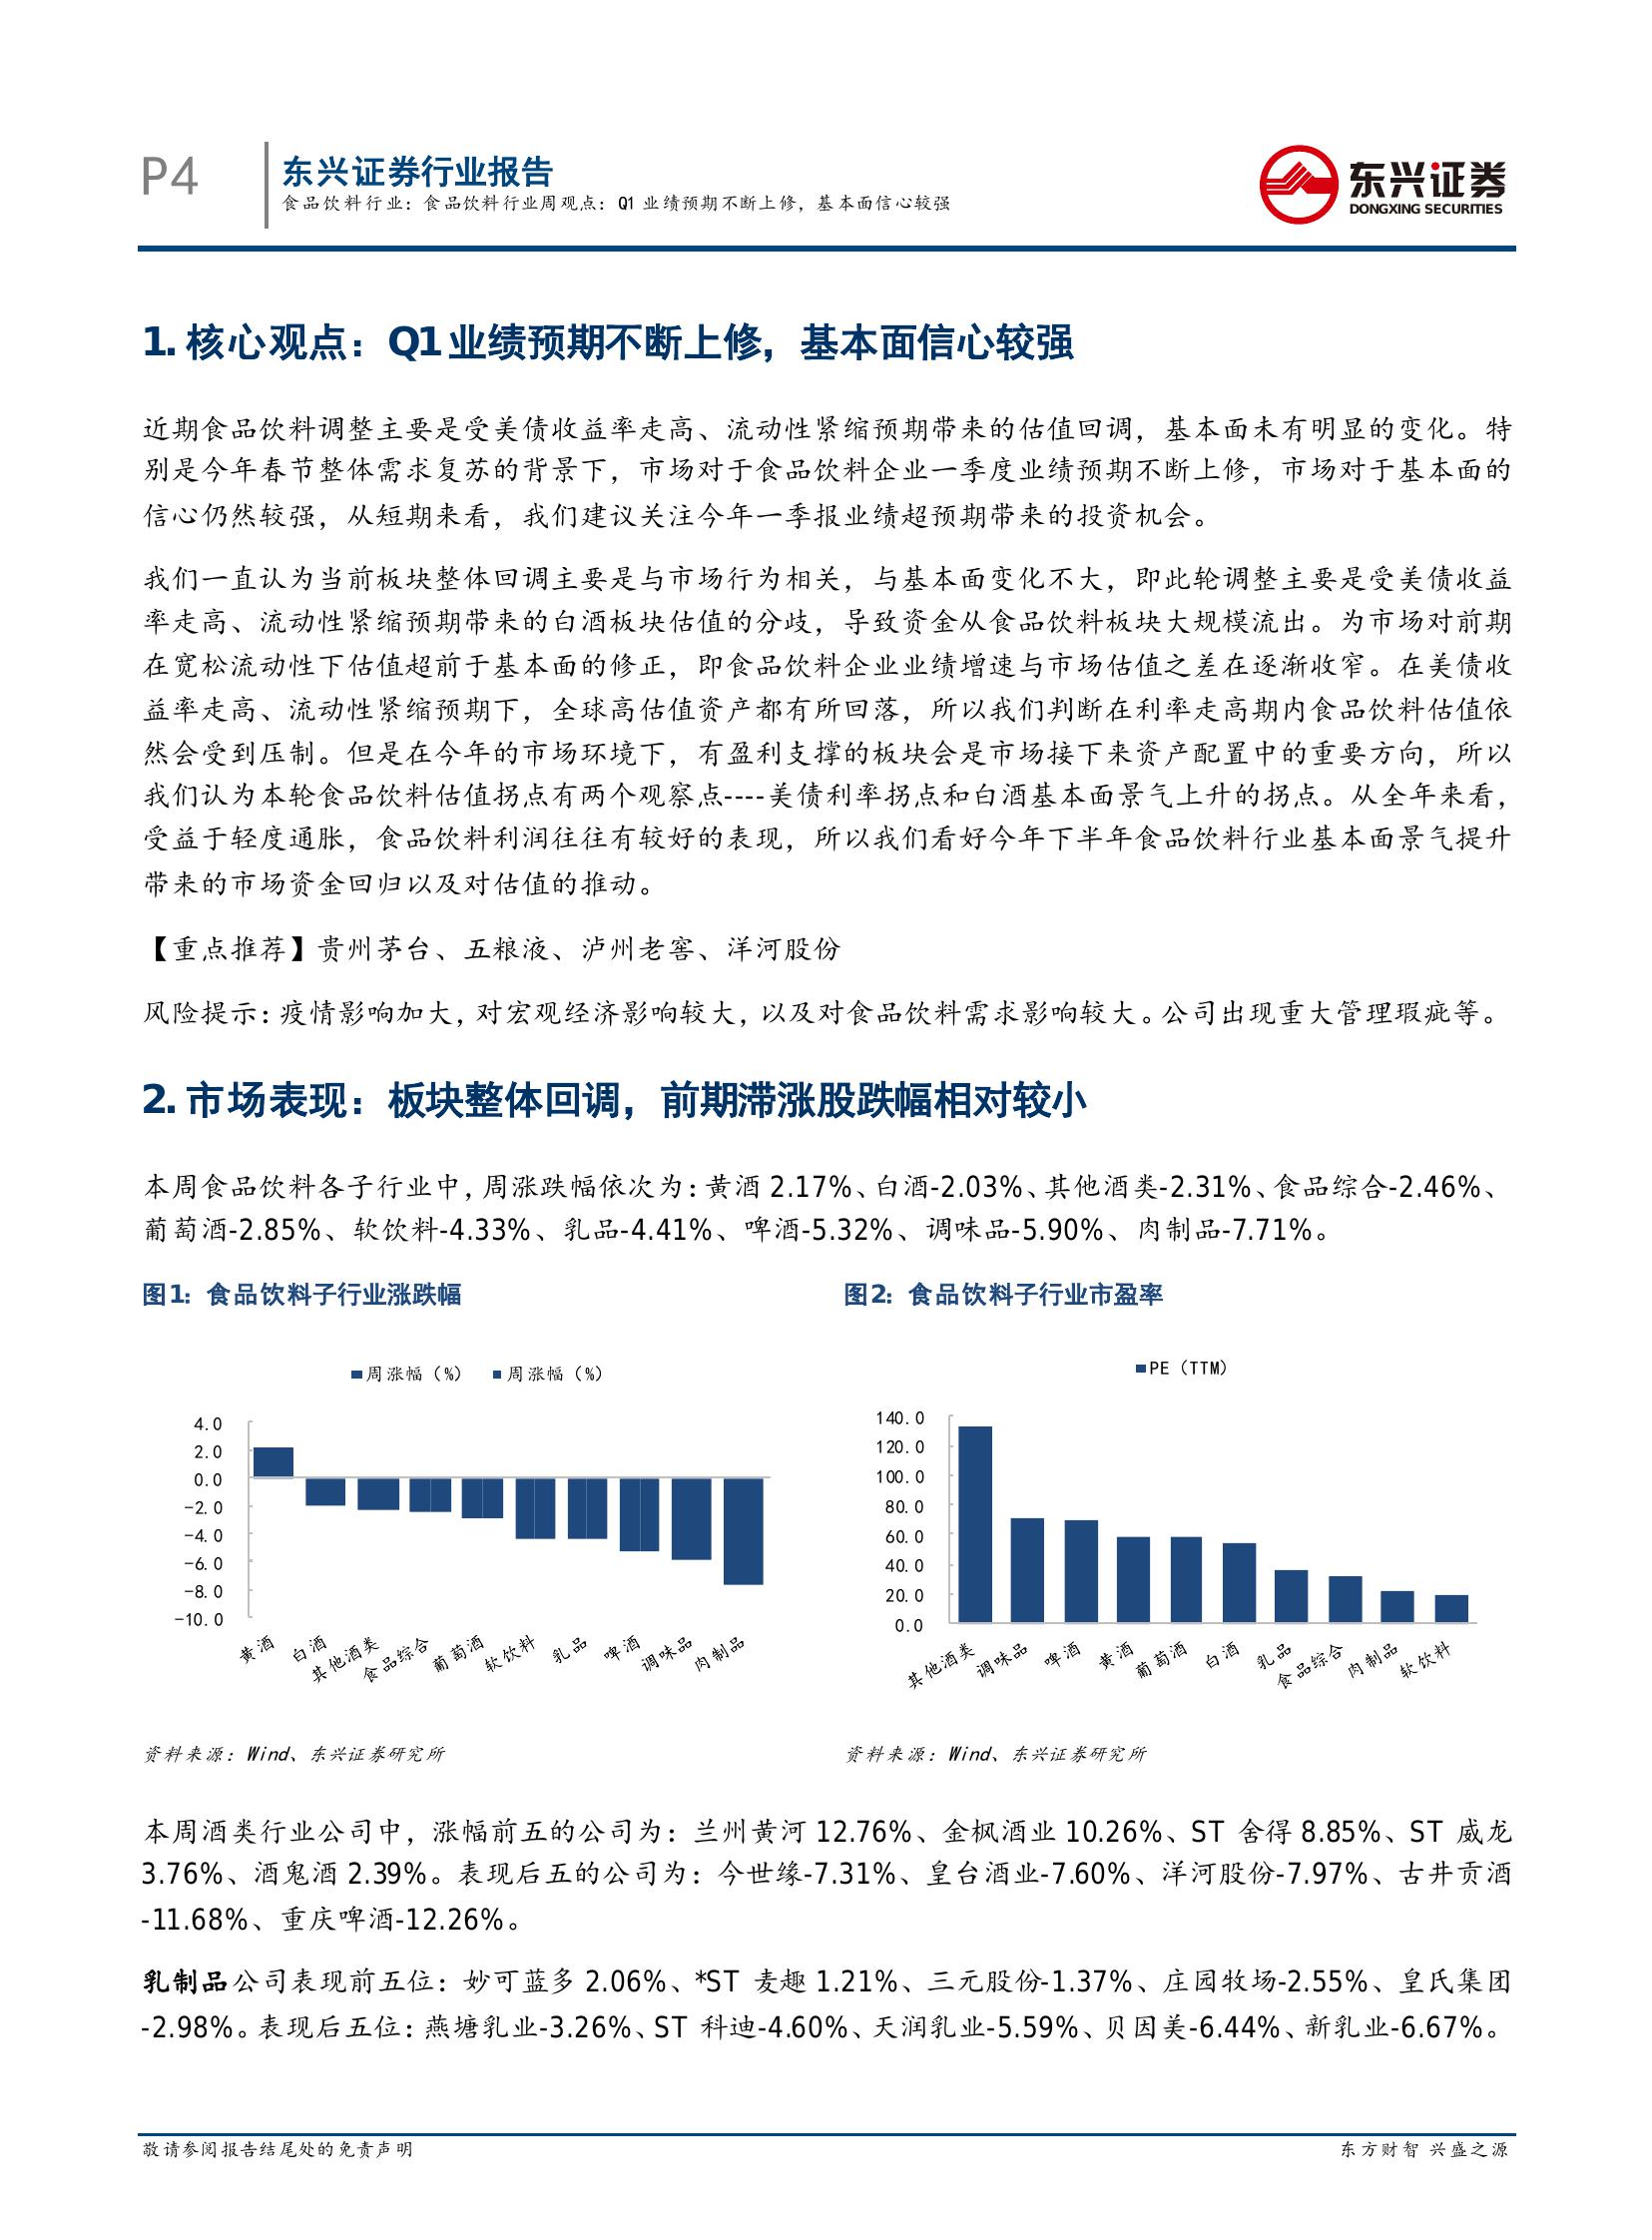 P4
东兴证券行业报告
食品饮料行业：食品饮料行业周观点：Q1 业绩预期不断上修，基本面信心较强
东兴证券
DONGXING SECURITIES
1. 核心观点：Q1 业绩预期不断上修，基本面信心较强
近期食品饮料调整主要是受美债收益率走高、流动性紧缩预期带来的估值回调，基本面未有明显的变化。特
别是今年春节整体需求复苏的背景下，市场对于食品饮料企业一季度业绩预期不断上修，市场对于基本面的
信心仍然较强，从短期来看，我们建议关注今年一季报业绩超预期带来的投资机会。
我们一直认为当前板块整体回调主要是与市场行为相关，与基本面变化不大，即此轮调整主要是受美债收益
率走高、流动性紧缩预期带来的白酒板块估值的分歧，导致资金从食品饮料板块大规模流出。为市场对前期
在宽松流动性下估值超前于基本面的修正，即食品饮料企业业绩增速与市场估值之差在逐渐收窄。在美债收
益率走高、流动性紧缩预期下，全球高估值资产都有所回落，所以我们判断在利率走高期内食品饮料估值依
然会受到压制。但是在今年的市场环境下，有盈利支撑的板块会是市场接下来资产配置中的重要方向，所以
我们认为本轮食品饮料估值拐点有两个观察点----美债利率拐点和白酒基本面景气上升的拐点。从全年来看，
受益于轻度通胀，食品饮料利润往往有较好的表现，所以我们看好今年下半年食品饮料行业基本面景气提升
带来的市场资金回归以及对估值的推动。
【重点推荐】贵州茅台、五粮液、泸州老窖、洋河股份
风险提示：疫情影响加大，对宏观经济影响较大，以及对食品饮料需求影响较大。公司出现重大管理瑕疵等。
2. 市场表现：板块整体回调，前期滞涨股跌幅相对较小
本周食品饮料各子行业中，周涨跌幅依次为：黄酒 2.17%、白酒-2.03%、其他酒类-2.31%、食品综合-2.46%、
葡萄酒-2.85%、软饮料-4.33%、乳品-4.41%、啤酒-5.32%、调味品-5.90%、肉制品-7.71%。
图1：食品饮料子行业涨跌幅
周涨幅（%） 周涨幅（%）
4.0
2.0
0.0
-2.0
-4.0
-6.0
-8.0
-10.0
黄酒 白酒 其他酒类 食品综合 葡萄酒 软饮料 乳品 啤酒 调味品 肉制品
资料来源：Wind、东兴证券研究所
图2：食品饮料子行业市盈率
PE（TTM）
140.0
120.0
100.0
80.0
60.0
40.0
20.0
0.0
其他酒类 调味品 啤酒 黄酒 葡萄酒 白酒 乳品 食品综合 肉制品 软饮料
资料来源：Wind、东兴证券研究所
本周酒类行业公司中，涨幅前五的公司为：兰州黄河 12.76%、金枫酒业 10.26%、ST 舍得 8.85%、ST 威龙
3.76%、酒鬼酒 2.39%。表现后五的公司为：今世缘-7.31%、皇台酒业-7.60%、洋河股份-7.97%、古井贡酒
-11.68%、重庆啤酒-12.26%。
乳制品公司表现前五位：妙可蓝多 2.06%、*ST 麦趣 1.21%、三元股份-1.37%、庄园牧场-2.55%、皇氏集团
-2.98%。表现后五位：燕塘乳业-3.26%、ST 科迪-4.60%、天润乳业-5.59%、贝因美-6.44%、新乳业-6.67%。
敬请参阅报告结尾处的免责声明
东方财智 兴盛之源